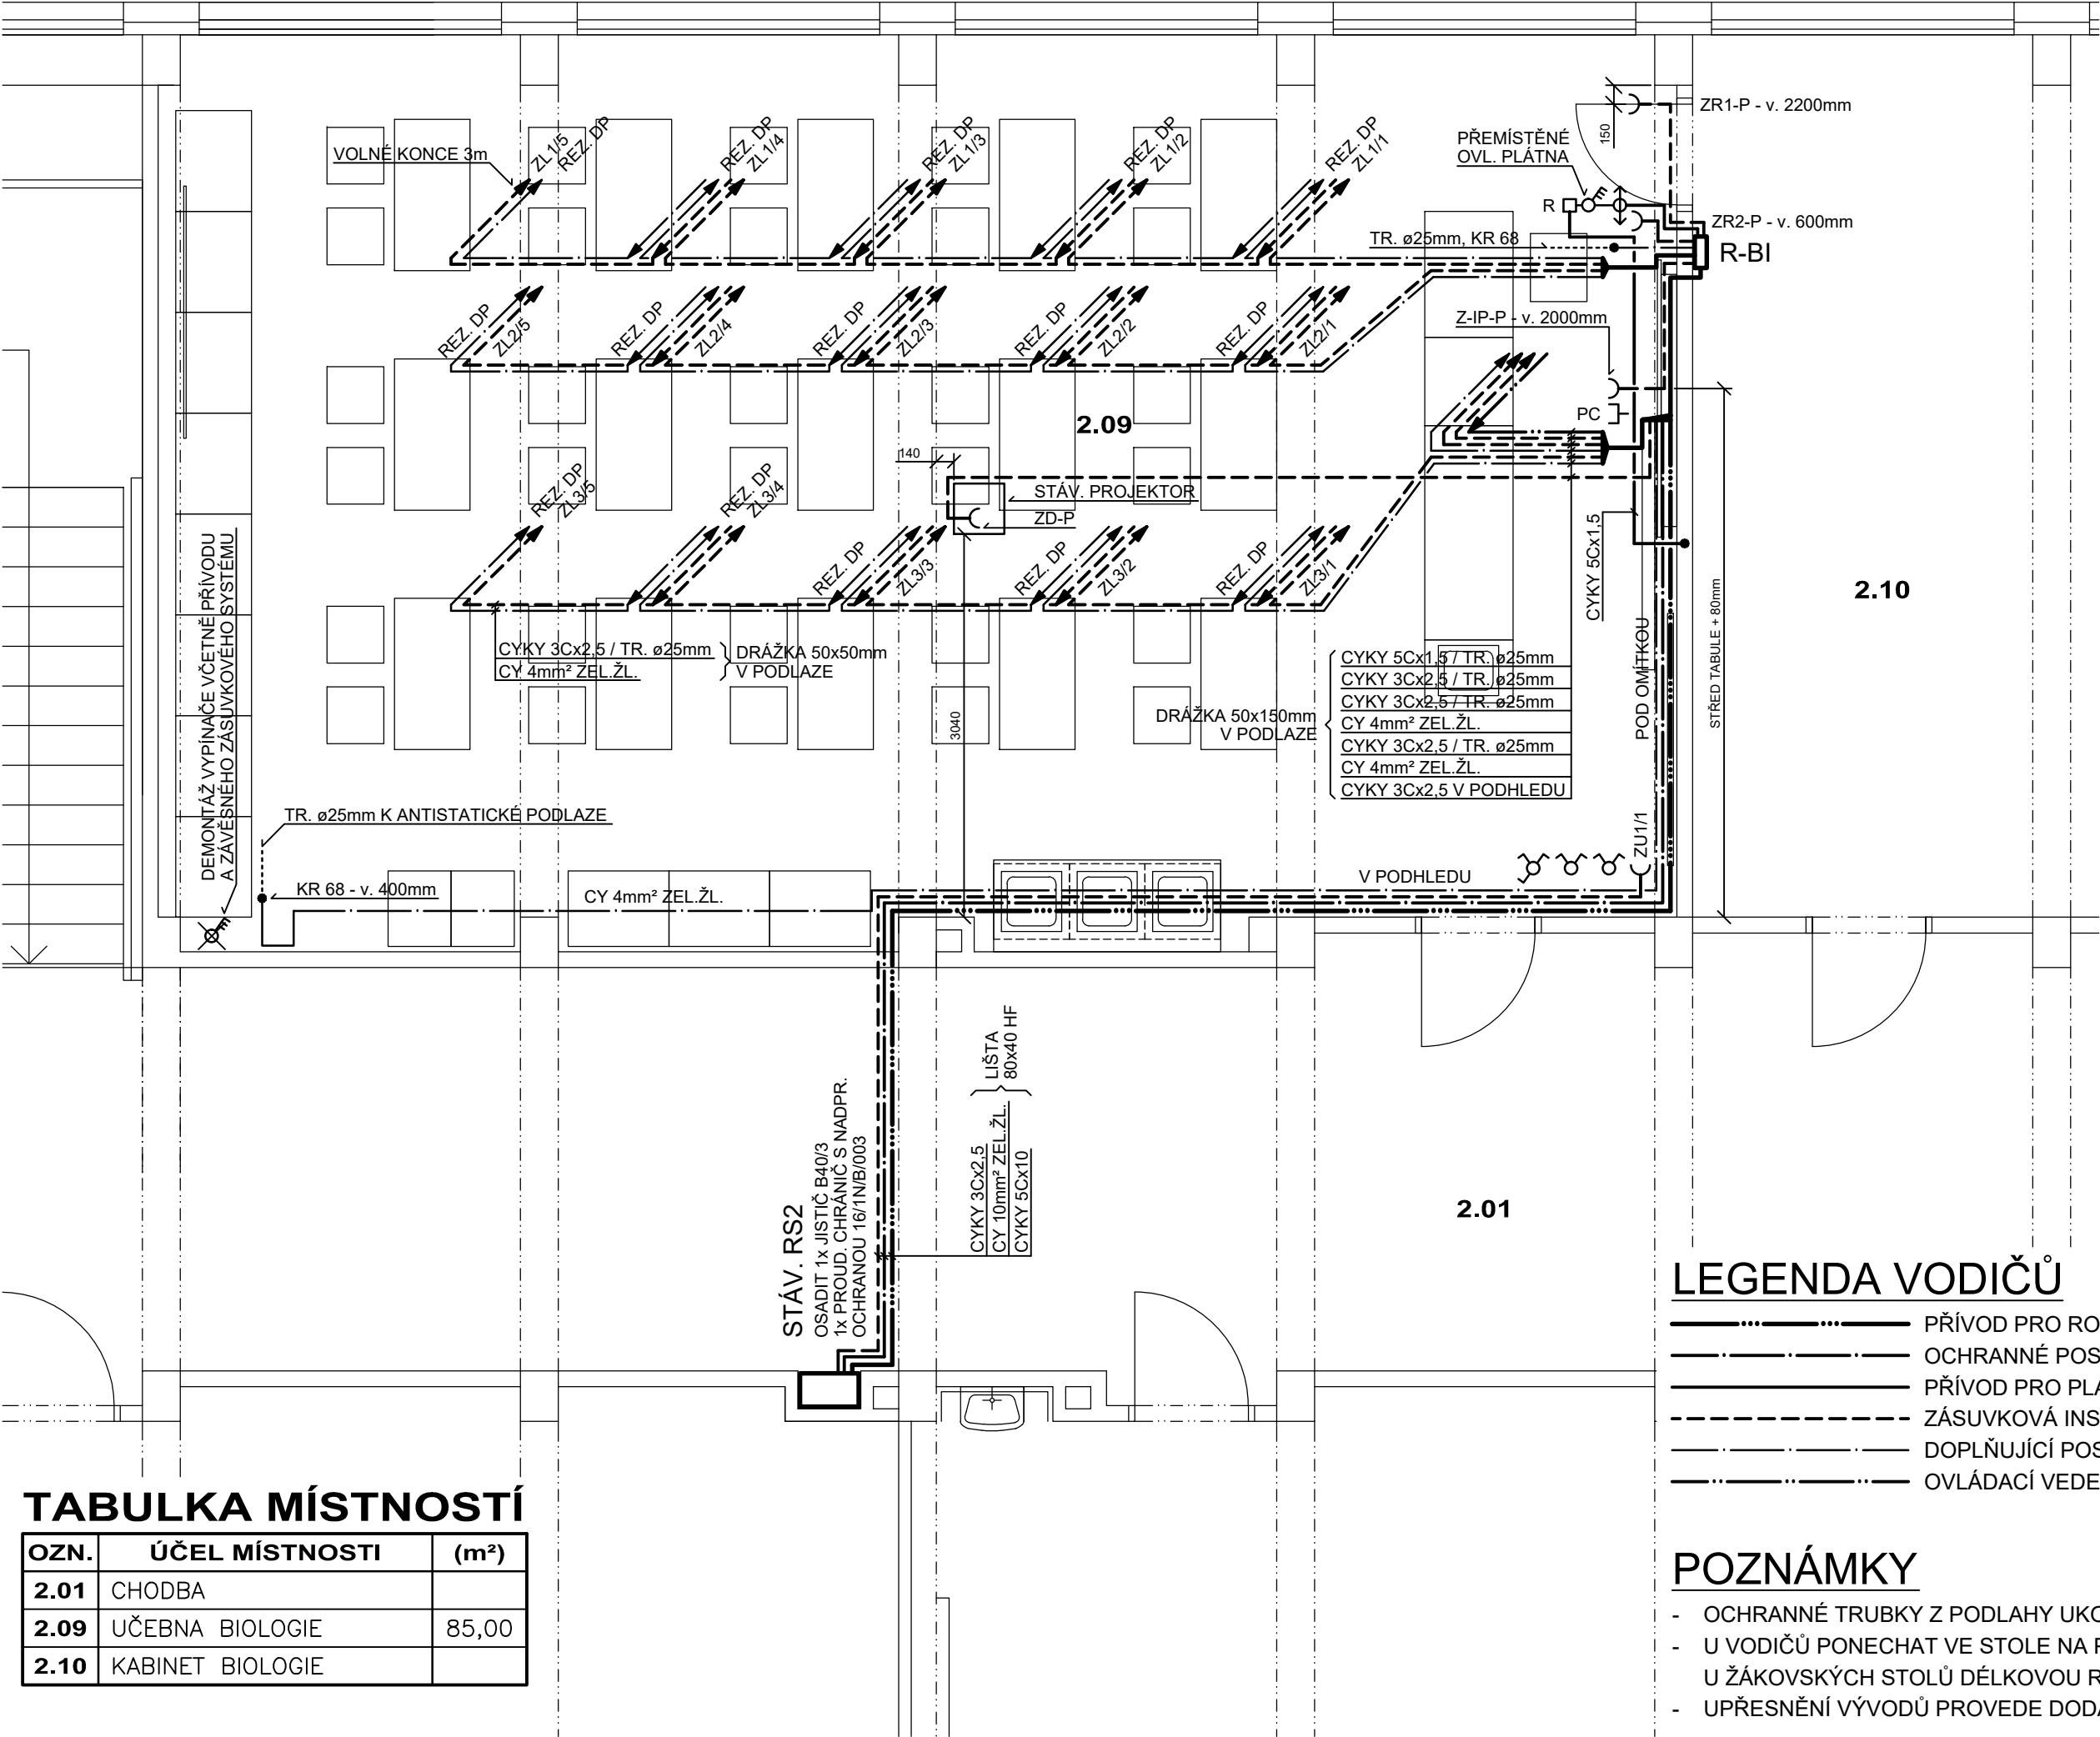 ZR1-P - v. 2200mm
150
PŘEMÍSTĚNÉ
OVL. PLÁTNA
R
ZR2-P - v. 600mm
R-BI
TR. ø25mm, KR 68
VOLNÉ KONCE 3m
ZL1/5
REZ. DP
REZ. DP
ZL1/4
REZ. DP
ZL1/3
REZ. DP
ZL1/2
REZ. DP
ZL1/1
REZ. DP
ZL2/5
REZ. DP
ZL2/4
REZ. DP
ZL2/3
REZ. DP
ZL2/2
REZ. DP
ZL2/1
Z-IP-P - v. 2000mm
PC
2.09
140
STÁV. PROJEKTOR
ZD-P
REZ. DP
ZL3/5
REZ. DP
ZL3/4
REZ. DP
ZL3/3
REZ. DP
ZL3/2
REZ. DP
ZL3/1
CYKY 5Cx1,5
2.10
STŘED TABULE + 80mm
POD OMÍTKOU
DEMONTÁŽ VYPÍNAČE VČETNĚ PŘÍVODU
A ZÁVĚSNÉHO ZÁSUVKOVÉHO SYSTÉMU
CYKY 3Cx2,5 / TR. ø25mm
CY 4mm² ZEL.ŽL.
DRÁŽKA 50x50mm
V PODLAZE
3040
DRÁŽKA 50x150mm
V PODLAZE
CYKY 5Cx1,5 / TR. ø25mm
CYKY 3Cx2,5 / TR. ø25mm
CYKY 3Cx2,5 / TR. ø25mm
CY 4mm² ZEL.ŽL.
CYKY 3Cx2,5 / TR. ø25mm
CY 4mm² ZEL.ŽL.
CYKY 3Cx2,5 V PODHLEDU
TR. ø25mm K ANTISTATICKÉ PODLAZE
KR 68 - v. 400mm
CY 4mm² ZEL.ŽL.
V PODHLEDU
ZU1/1
LIŠTA
80x40 HF
CYKY 3Cx2,5
CY 10mm² ZEL.ŽL.
CYKY 5Cx10
STÁV. RS2
OSADIT 1x JISTIČ B40/3
1x PROUD. CHRÁNIČ S NADPR.
OCHRANOU 16/1N/B/003
2.01
LEGENDA VODIČŮ
PŘÍVOD PRO RO
OCHRANNÉ POS
PŘÍVOD PRO PLÁ
ZÁSUVKOVÁ INS
DOPLŇUJÍCÍ POS
OVLÁDACÍ VEDE
TABULKA MÍSTNOSTÍ
OZN. ÚČEL MÍSTNOSTI (m²)
2.01 CHODBA
2.09 UČEBNA BIOLOGIE 85,00
2.10 KABINET BIOLOGIE
POZNÁMKY
- OCHRANNÉ TRUBKY Z PODLAHY UKO
- U VODIČŮ PONECHAT VE STOLE NA P
U ŽÁKOVSKÝCH STOLŮ DÉLKOVOU R
- UPŘESNĚNÍ VÝVODŮ PROVEDE DODA